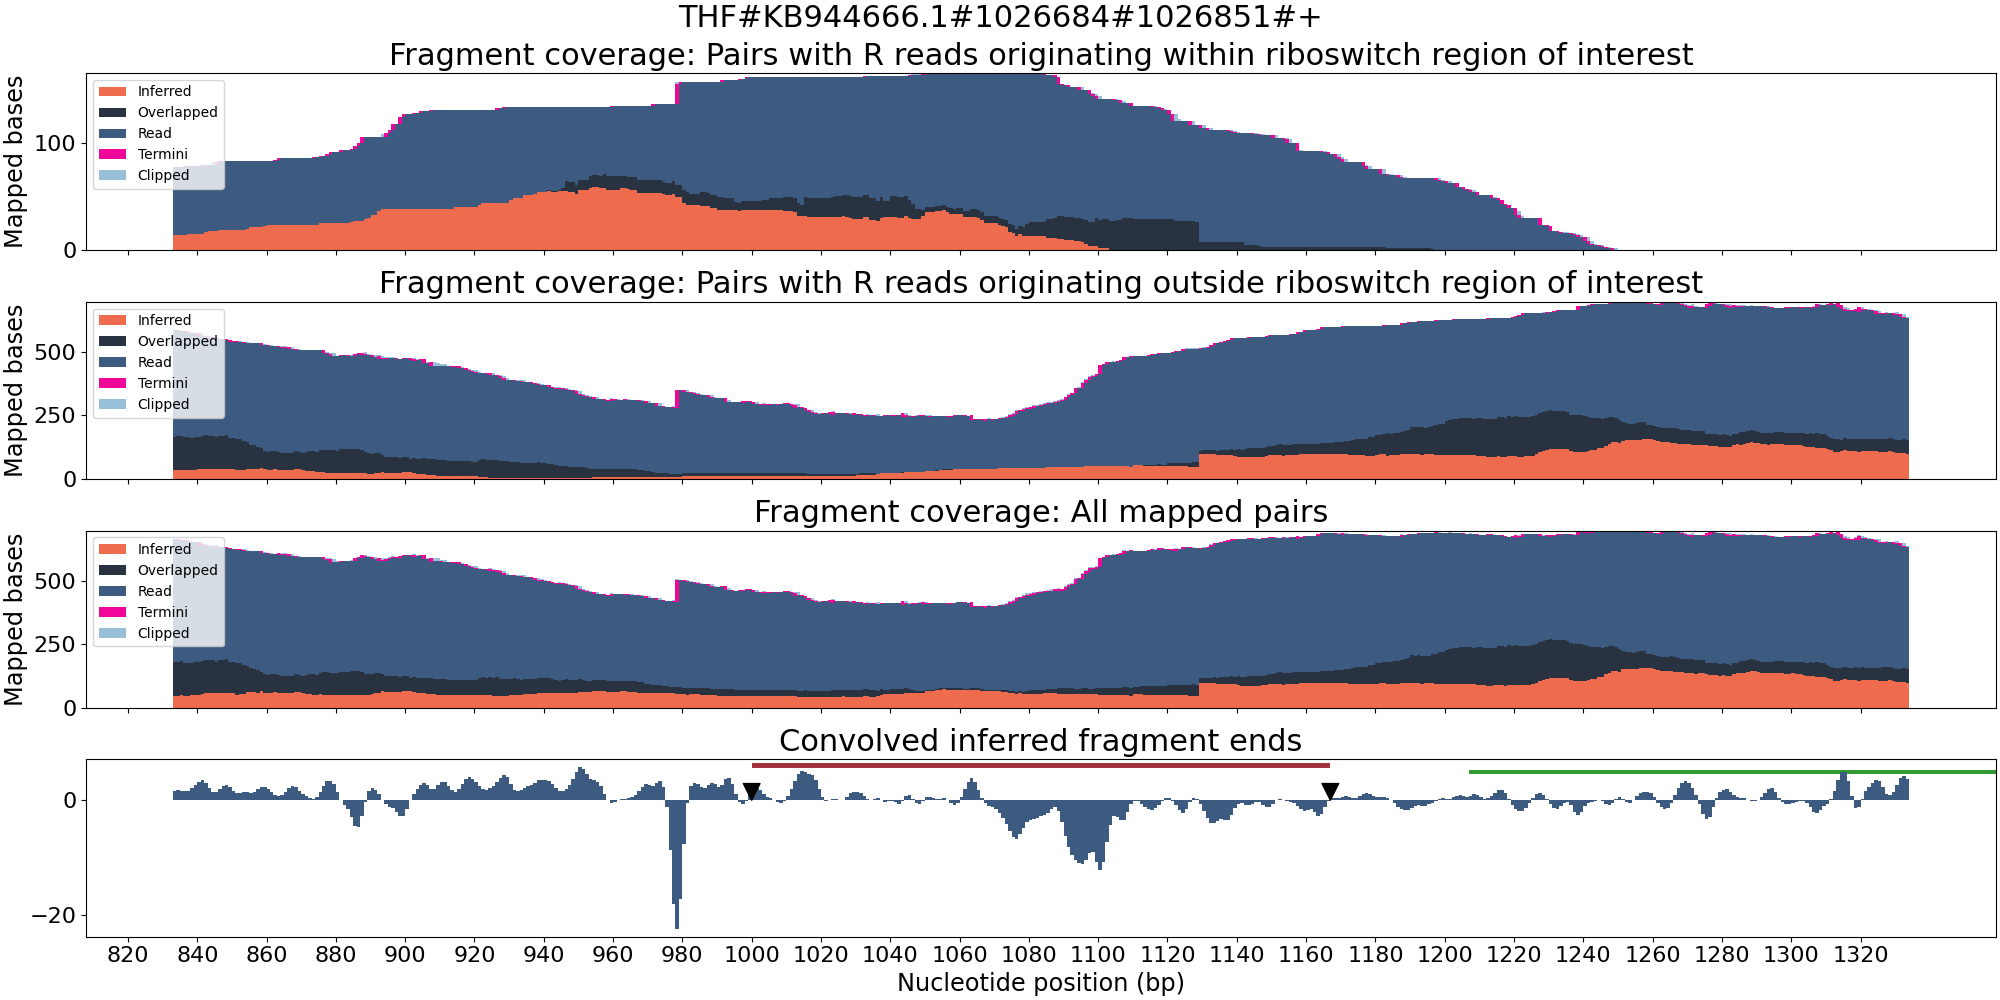 THF#KB944666.1#1026684#1026851#+
Fragment coverage: Pairs with R reads originating within riboswitch region of interest
Mapped bases
100
0
Inferred
Overlapped
Read
Termini
Clipped
Fragment coverage: Pairs with R reads originating outside riboswitch region of interest
Mapped bases
500
250
0
Inferred
Overlapped
Read
Termini
Clipped
Fragment coverage: All mapped pairs
Mapped bases
500
250
0
Inferred
Overlapped
Read
Termini
Clipped
Convolved inferred fragment ends
0
−20
820 840 860 880 900 920 940 960 980 1000 1020 1040 1060 1080 1100 1120 1140 1160 1180 1200 1220 1240 1260 1280 1300 1320
Nucleotide position (bp)